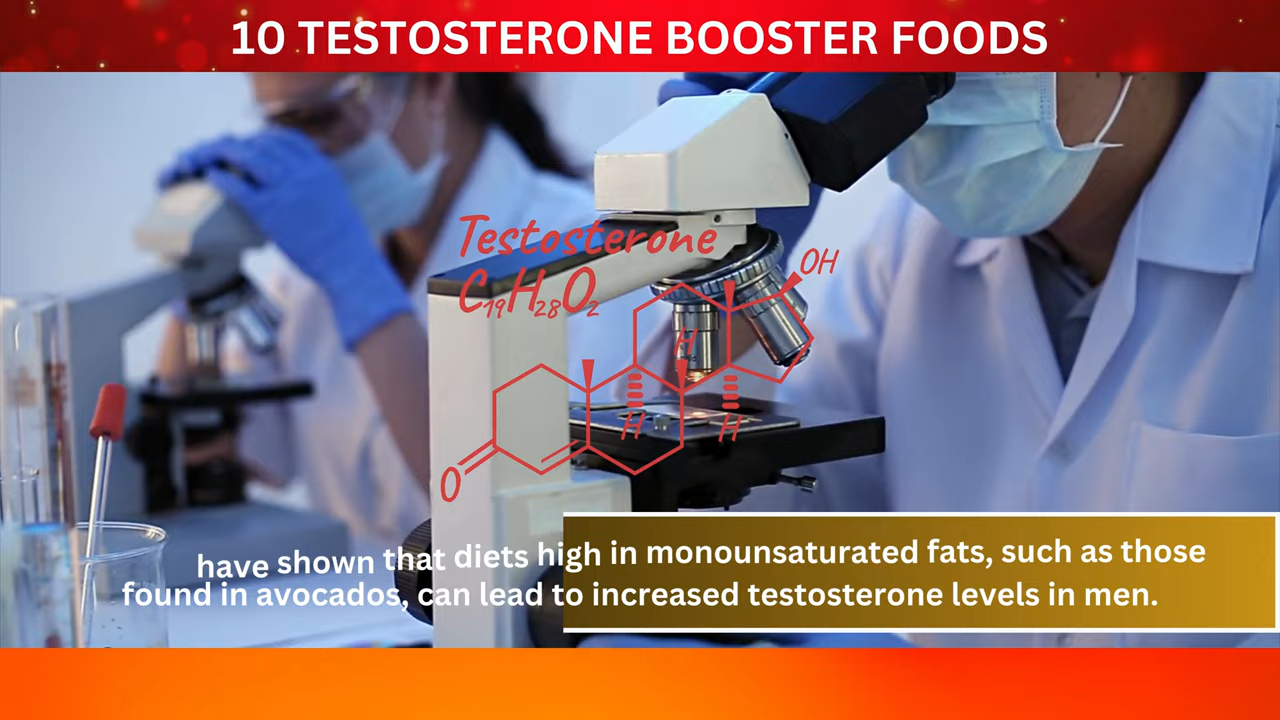 10 TESTOSTERONE BOOSTER FOODS
Testosterone
C₁₉H₂₈O₂
OH
H
H
H
O
have shown that diets high in monounsaturated fats, such as those
found in avocados, can lead to increased testosterone levels in men.